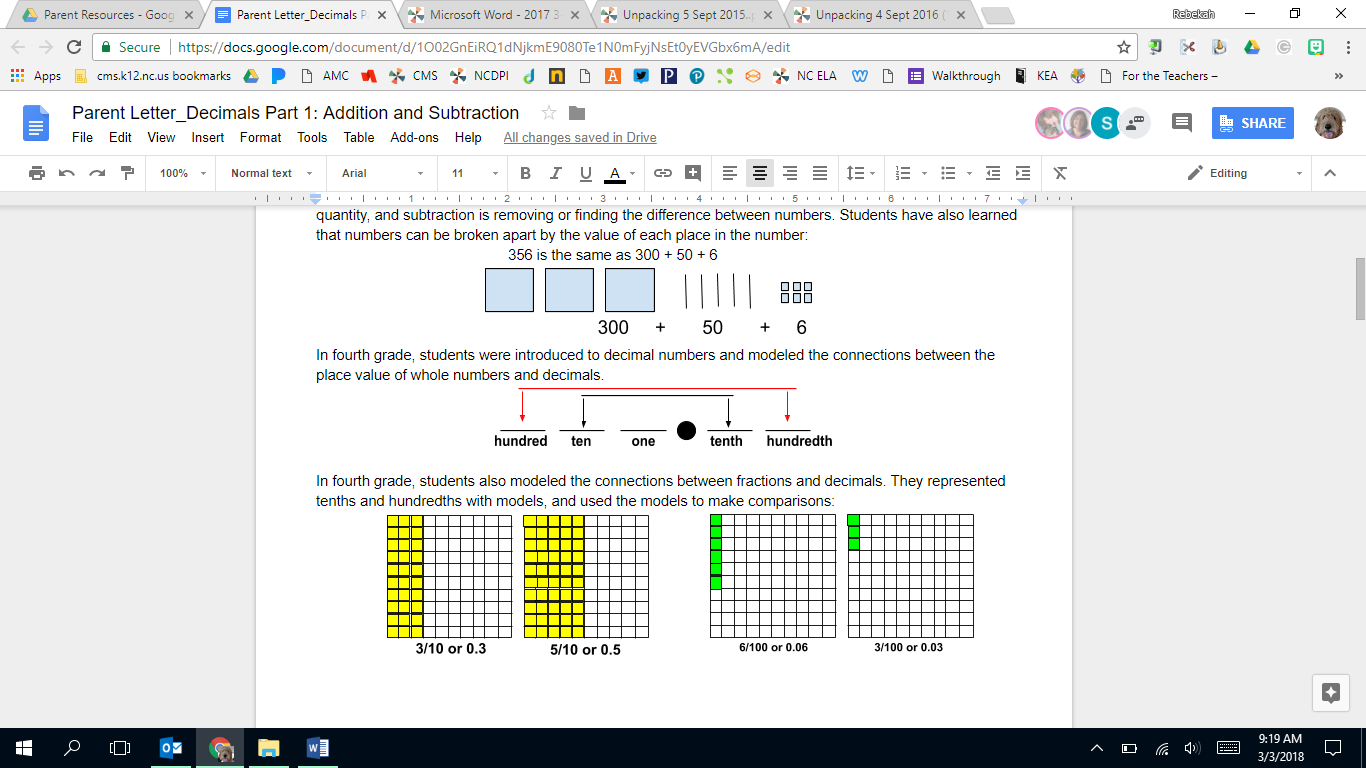 Rebekah
Parent Resources - Goog
Parent Letter_Decimals P
Microsoft Word - 2017 3-
Unpacking 5 Sept 2015..p
Unpacking 4 Sept 2016 (
Secure https://docs.google.com/document/d/1O02GnEiRQ1dNjkmE9080Te1N0mFyjNsEt0yEVGbx6mA/edit
Apps cms.k12.nc.us bookmarks AMC CMS NCDPI NC ELA Walkthrough KEA For the Teachers –
Parent Letter_Decimals Part 1: Addition and Subtraction
S
SHARE
File Edit View Insert Format Tools Table Add-ons Help All changes saved in Drive
100% Normal text Arial 11 B I U A Editing
1 1 2 3 4 5 6 7
quantity, and subtraction is removing or finding the difference between numbers. Students have also learned
that numbers can be broken apart by the value of each place in the number:
356 is the same as 300 + 50 + 6
300 + 50 + 6
In fourth grade, students were introduced to decimal numbers and modeled the connections between the
place value of whole numbers and decimals.
hundred ten one tenth hundredth
In fourth grade, students also modeled the connections between fractions and decimals. They represented
tenths and hundredths with models, and used the models to make comparisons:
3/10 or 0.3 5/10 or 0.5 6/100 or 0.06 3/100 or 0.03
9:19 AM
3/3/2018